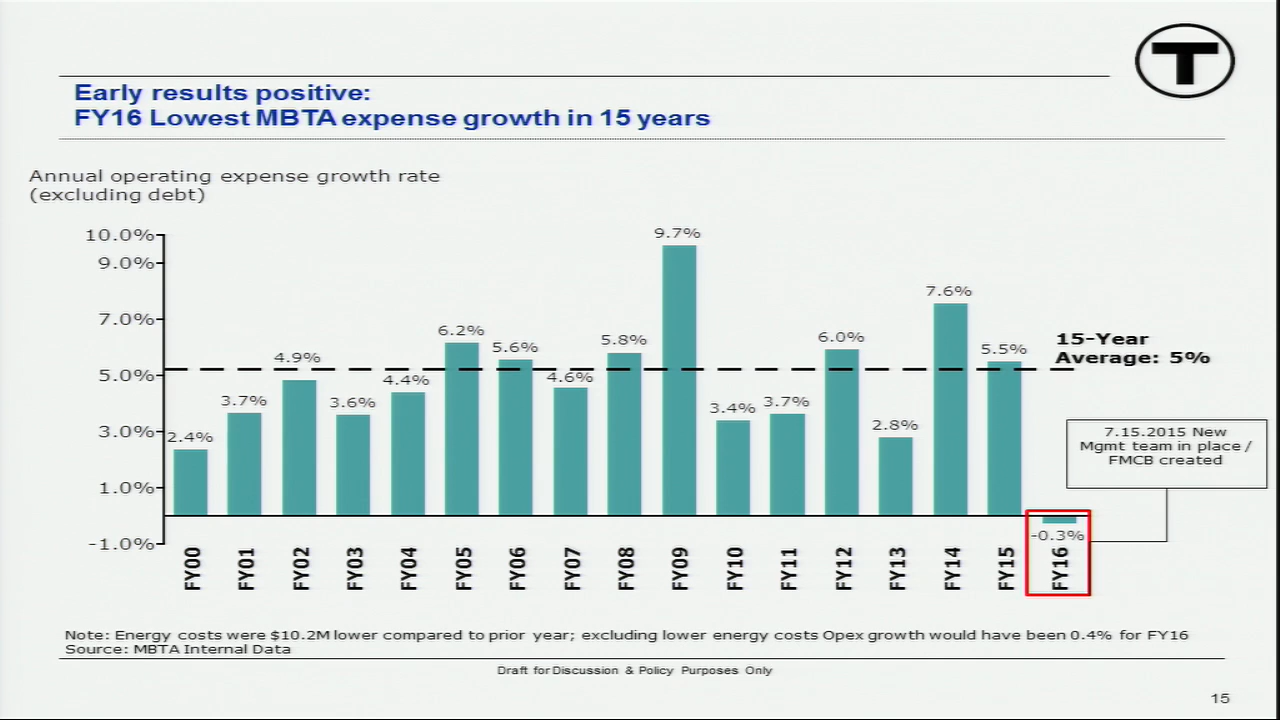 T
Early results positive:
FY16 Lowest MBTA expense growth in 15 years
Annual operating expense growth rate
(excluding debt)
10.0%
9.0%
7.0%
5.0%
3.0%
1.0%
-1.0%
2.4%
3.7%
4.9%
3.6%
4.4%
6.2%
5.6%
4.6%
5.8%
9.7%
3.4%
3.7%
6.0%
2.8%
7.6%
5.5%
-0.3%
15-Year
Average: 5%
7.15.2015 New
Mgmt team in place /
FMCB created
FY00
FY01
FY02
FY03
FY04
FY05
FY06
FY07
FY08
FY09
FY10
FY11
FY12
FY13
FY14
FY15
FY16
Note: Energy costs were $10.2M lower compared to prior year; excluding lower energy costs Opex growth would have been 0.4% for FY16
Source: MBTA Internal Data
Draft for Discussion & Policy Purposes Only
15